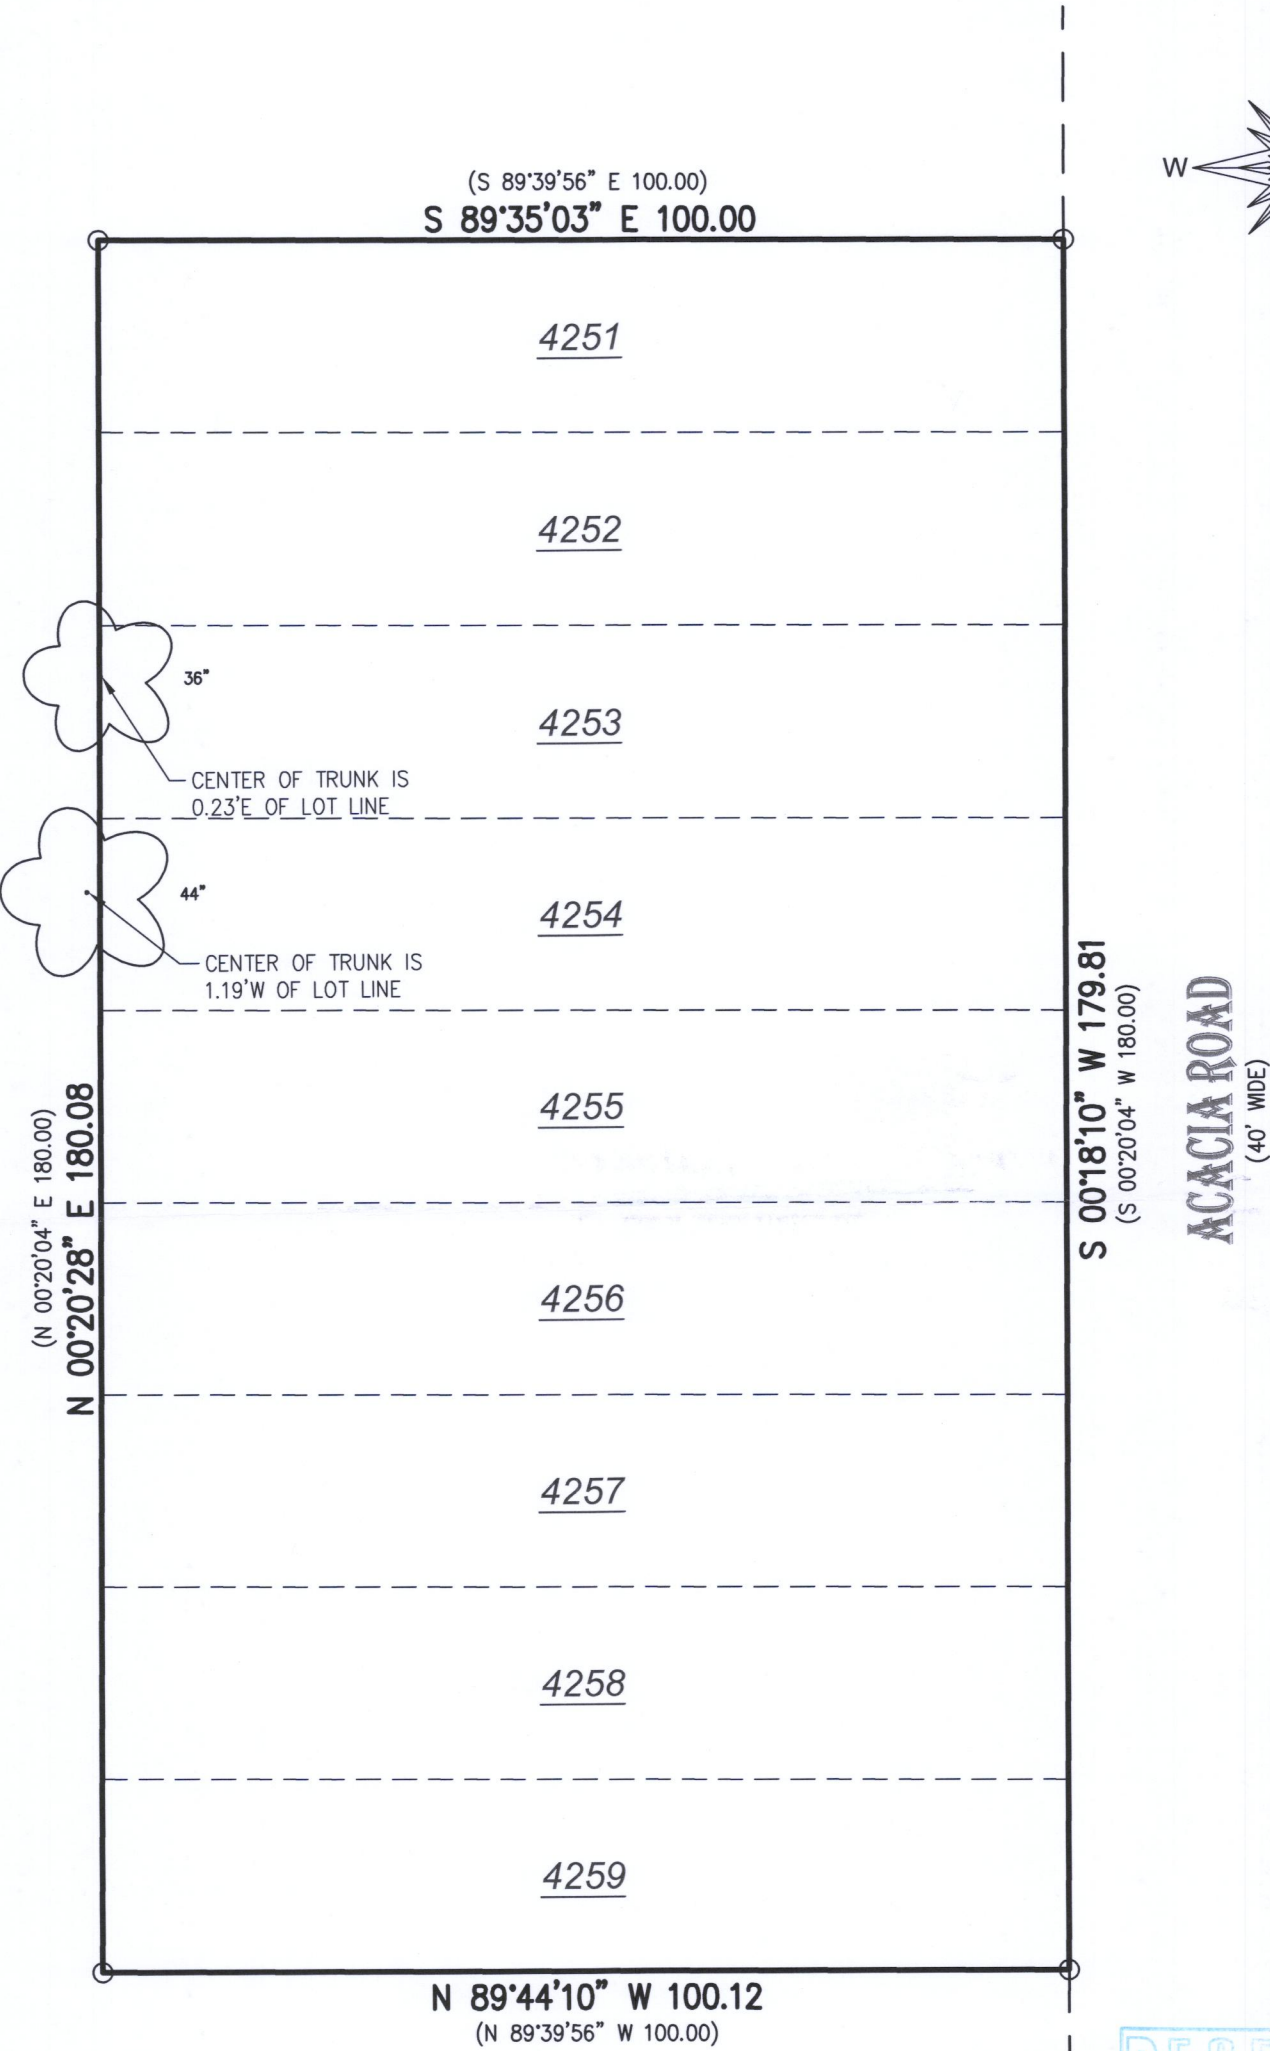 (S 89°39'56" E 100.00)
S 89°35'03" E 100.00
W
4251
4252
36"
4253
CENTER OF TRUNK IS
0.23'E OF LOT LINE
44"
4254
CENTER OF TRUNK IS
1.19'W OF LOT LINE
4255
(N 00°20'04" E 180.00)
N 00°20'28" E 180.08
S 00°18'10" W 179.81
(S 00°20'04" W 180.00)
ACACIA ROAD
(40' WIDE)
4256
4257
4258
4259
N 89°44'10" W 100.12
(N 89°39'56" W 100.00)